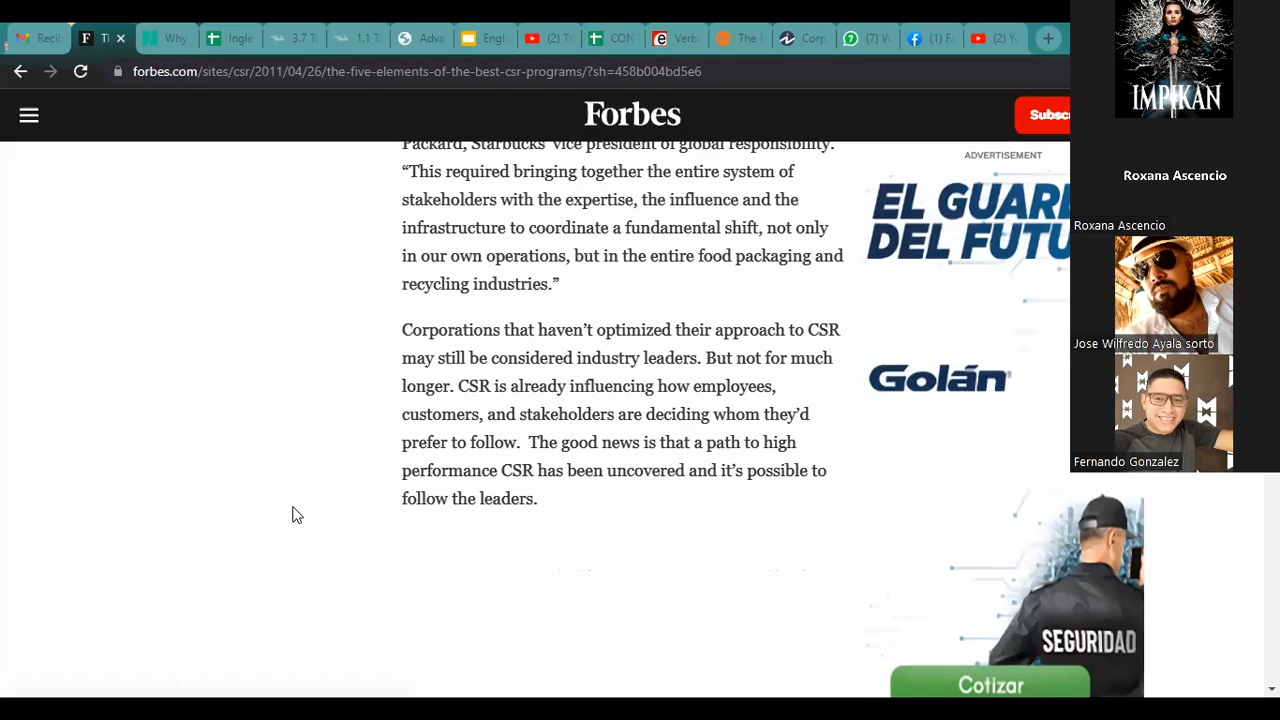 Recib
Tl
Why
Ingle
3.7 Ta
1.1 Ta
Adva
Engl
(2) T
CON
Verb
The I
Corp
(7) W
(1) Fa
(2) Yo
forbes.com/sites/csr/2011/04/26/the-five-elements-of-the-best-csr-programs/?sh=458b004bd5e6
Forbes
Subsc
Packard, Starbucks’ vice president of global responsibility.
“This required bringing together the entire system of
stakeholders with the expertise, the influence and the
infrastructure to coordinate a fundamental shift, not only
in our own operations, but in the entire food packaging and
recycling industries.”
Corporations that haven’t optimized their approach to CSR
may still be considered industry leaders. But not for much
longer. CSR is already influencing how employees,
customers, and stakeholders are deciding whom they’d
prefer to follow.  The good news is that a path to high
performance CSR has been uncovered and it’s possible to
follow the leaders.
ADVERTISEMENT
EL GUAR
DEL FUTU
Golán
SEGURIDAD
Cotizar
IMPIKAN
Roxana Ascencio
Roxana Ascencio
Jose Wilfredo Ayala sorto
Fernando Gonzalez